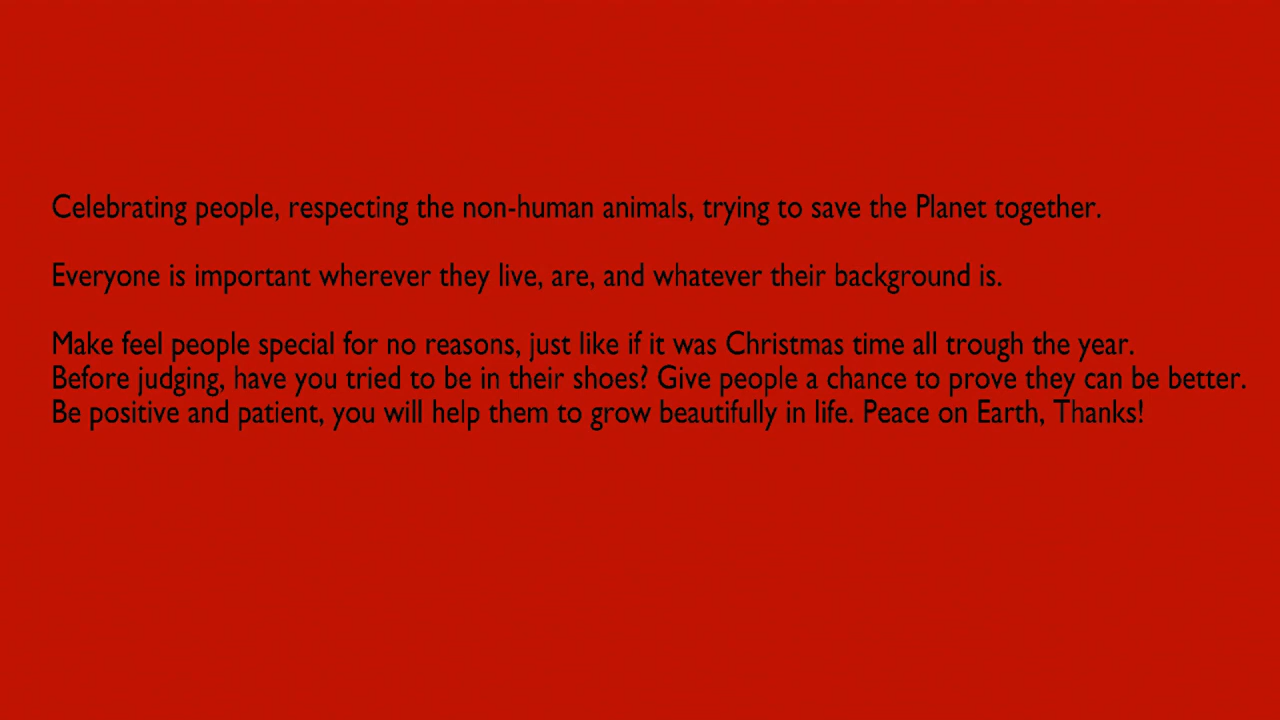 Celebrating people, respecting the non-human animals, trying to save the Planet together.
Everyone is important wherever they live, are, and whatever their background is.
Make feel people special for no reasons, just like if it was Christmas time all trough the year.
Before judging, have you tried to be in their shoes? Give people a chance to prove they can be better.
Be positive and patient, you will help them to grow beautifully in life. Peace on Earth, Thanks!